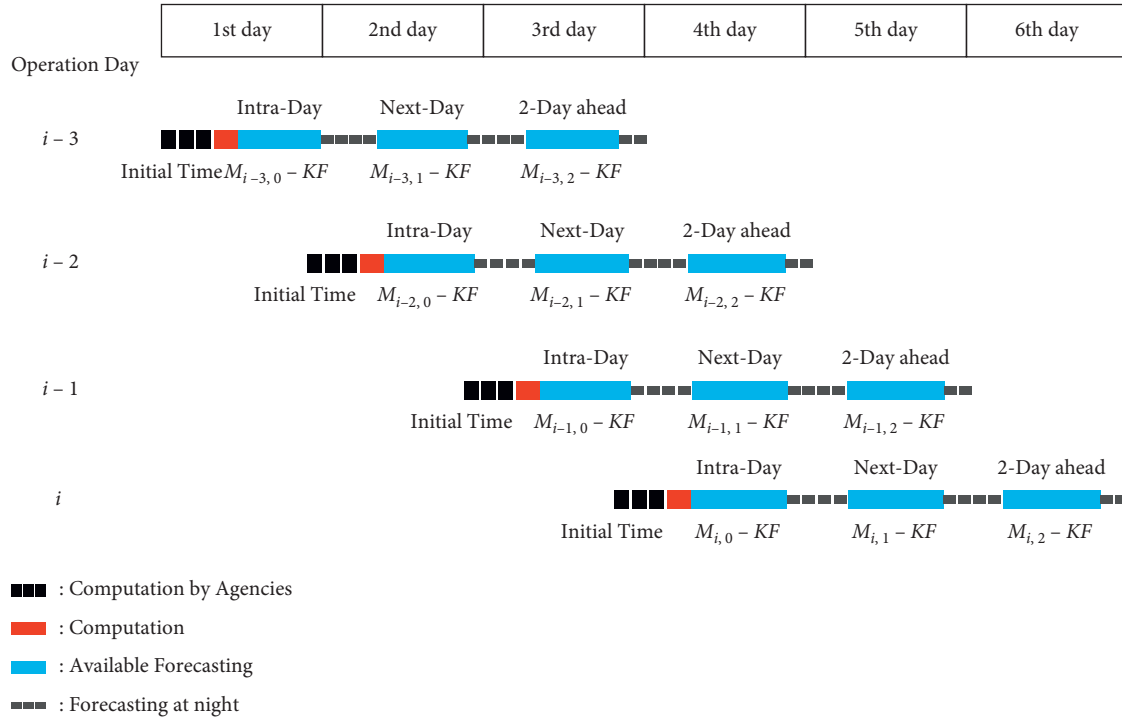 1st day 2nd day 3rd day 4th day 5th day 6th day
Operation Day
Intra-Day Next-Day 2-Day ahead
i – 3
Initial Time M_{i–3, 0} – KF M_{i–3, 1} – KF M_{i–3, 2} – KF
Intra-Day Next-Day 2-Day ahead
i – 2
Initial Time M_{i–2, 0} – KF M_{i–2, 1} – KF M_{i–2, 2} – KF
Intra-Day Next-Day 2-Day ahead
i – 1
Initial Time M_{i–1, 0} – KF M_{i–1, 1} – KF M_{i–1, 2} – KF
Intra-Day Next-Day 2-Day ahead
i
Initial Time M_{i, 0} – KF M_{i, 1} – KF M_{i, 2} – KF
: Computation by Agencies
: Computation
: Available Forecasting
: Forecasting at night